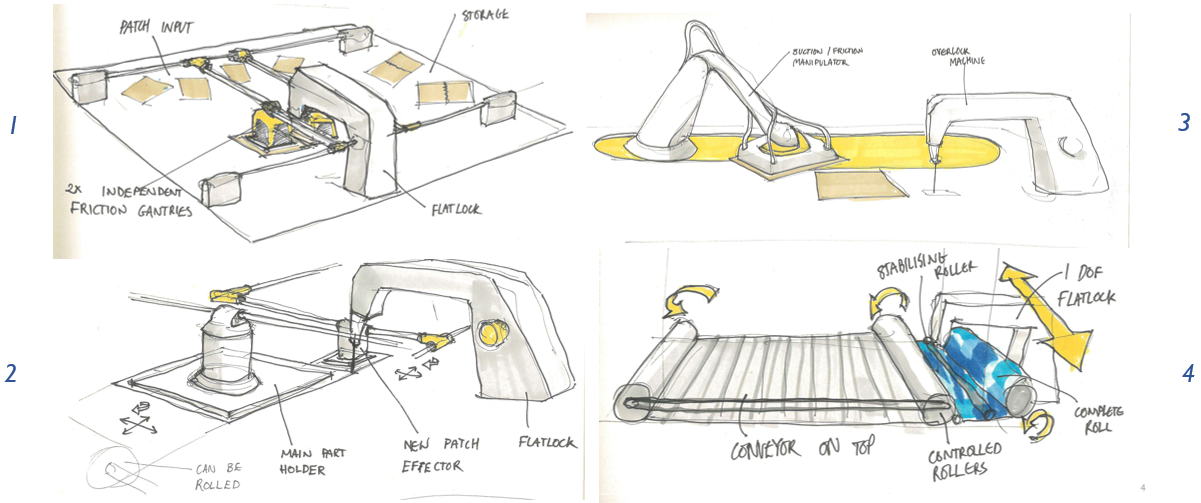 1
PATCH INPUT
STORAGE
2X INDEPENDENT
FRICTION GANTRIES
FLATLOCK
2
CAN BE
ROLLED
MAIN PART
HOLDER
NEW PATCH
EFFECTOR
FLATLOCK
3
SUCTION / FRICTION
MANIPULATOR
OVERLOCK
MACHINE
4
STABILISING
ROLLER
1 DOF
FLATLOCK
CONVEYOR ON TOP
CONTROLLED
ROLLERS
COMPLETE
ROLL
4